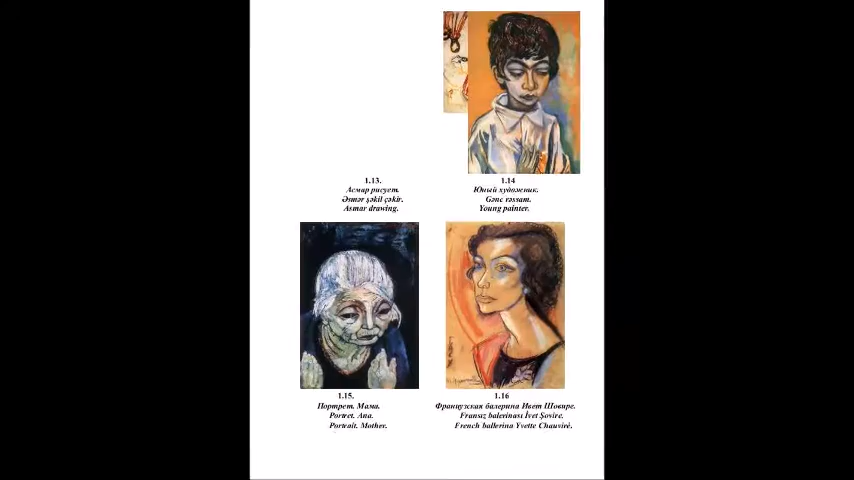 1.13.
Асмар рисует.
Əsmər şəkil çəkir.
Asmar drawing.
1.14
Юный художник.
Gənc rəssam.
Young painter.
1.15.
Портрет. Мама.
Portret. Ana.
Portrait. Mother.
1.16
Французская балерина Ивет Шовире.
Fransız balerinası İvet Şovire.
French ballerina Yvette Chauviré.